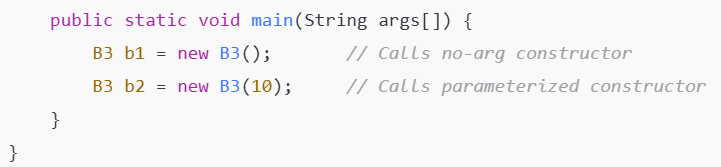 public static void main(String args[]) {
B3 b1 = new B3();       // Calls no-arg constructor
B3 b2 = new B3(10);     // Calls parameterized constructor
}
}